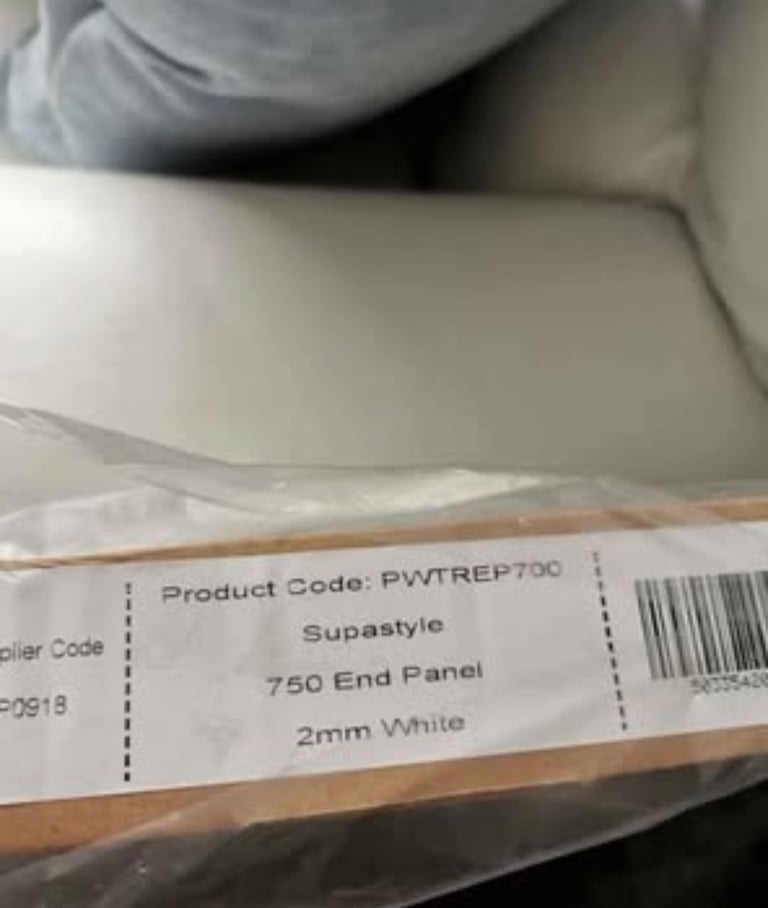 plier Code
P0918
Product Code: PWTREP700
Supastyle
750 End Panel
2mm White